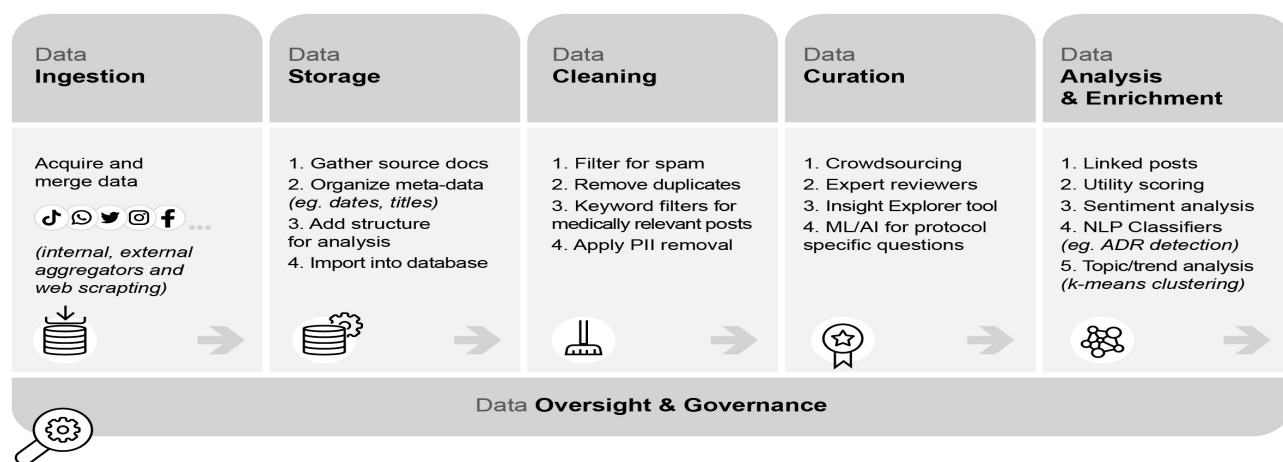 Data
Ingestion
Acquire and
merge data
(internal, external
aggregators and
web scrapting)
Data
Storage
1. Gather source docs
2. Organize meta-data
(eg. dates, titles)
3. Add structure
for analysis
4. Import into database
Data
Cleaning
1. Filter for spam
2. Remove duplicates
3. Keyword filters for
medically relevant posts
4. Apply PII removal
Data
Curation
1. Crowdsourcing
2. Expert reviewers
3. Insight Explorer tool
4. ML/AI for protocol
specific questions
Data
Analysis
& Enrichment
1. Linked posts
2. Utility scoring
3. Sentiment analysis
4. NLP Classifiers
(eg. ADR detection)
5. Topic/trend analysis
(k-means clustering)
Data Oversight & Governance